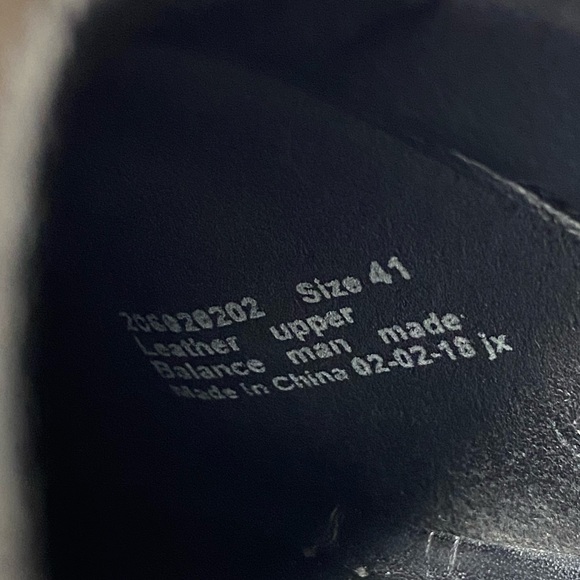 206020202 Size 41
Leather upper
Balance man made
Made in China 02-02-18 jx